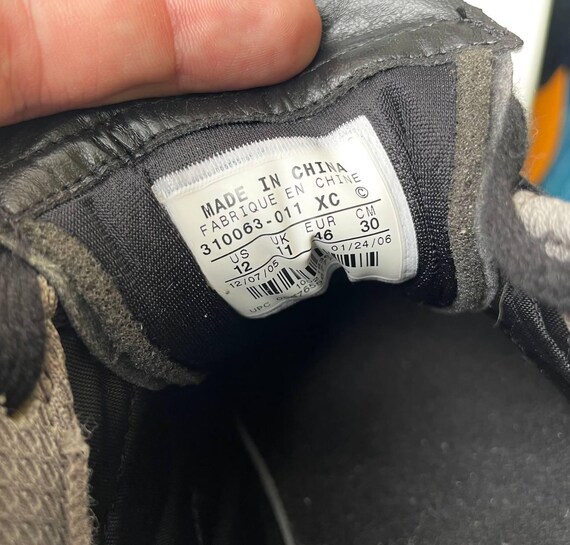 MADE IN CHINA
FABRIQUE EN CHINE
310063-011 XC ©
US UK EUR CM
12 11 46 30
12/07/05 01/24/06
UPC